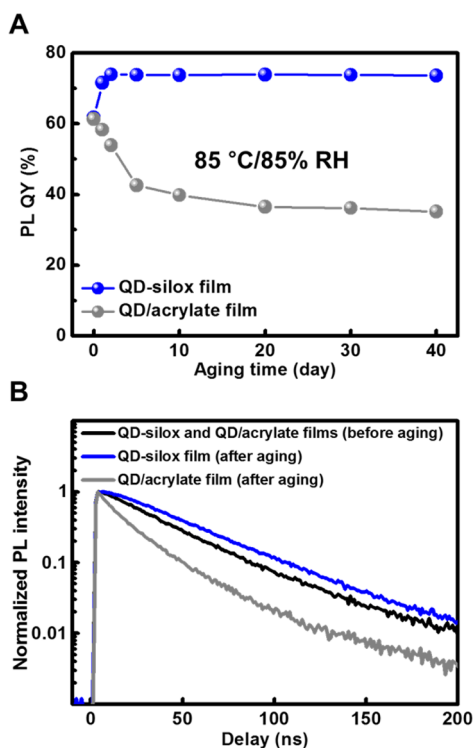 A
80
60
40
20
0
PL QY (%)
85 °C/85% RH
QD-silox film
QD/acrylate film
0 10 20 30 40
Aging time (day)
B
QD-silox and QD/acrylate films (before aging)
QD-silox film (after aging)
QD/acrylate film (after aging)
1
0.1
0.01
Normalized PL intensity
0 50 100 150 200
Delay (ns)